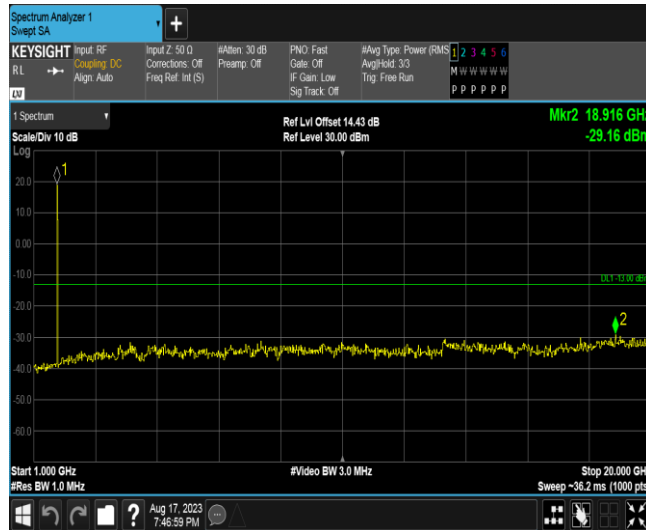 Spectrum Analyzer 1
Swept SA
+
KEYSIGHT Input: RF Input Z: 50 Ω #Atten: 30 dB PNO: Fast #Avg Type: Power (RMS 1 2 3 4 5 6
RL Coupling: DC Corrections: Off Preamp: Off Gate: Off Avg|Hold: 3/3 M W W W W W
Align: Auto Freq Ref: Int (S) IF Gain: Low Trig: Free Run
Sig Track: Off P P P P P P
LXI
1 Spectrum Ref Lvl Offset 14.43 dB Mkr2 18.916 GHz
Scale/Div 10 dB Ref Level 30.00 dBm -29.16 dBm
Log
1
20.0
10.0
0.00
-10.0
DL1 -13.00 dBm
-20.0
2
-30.0
-40.0
-50.0
-60.0
Start 1.000 GHz #Video BW 3.0 MHz Stop 20.000 GHz
#Res BW 1.0 MHz Sweep ~36.2 ms (1000 pts)
? Aug 17, 2023
7:46:59 PM